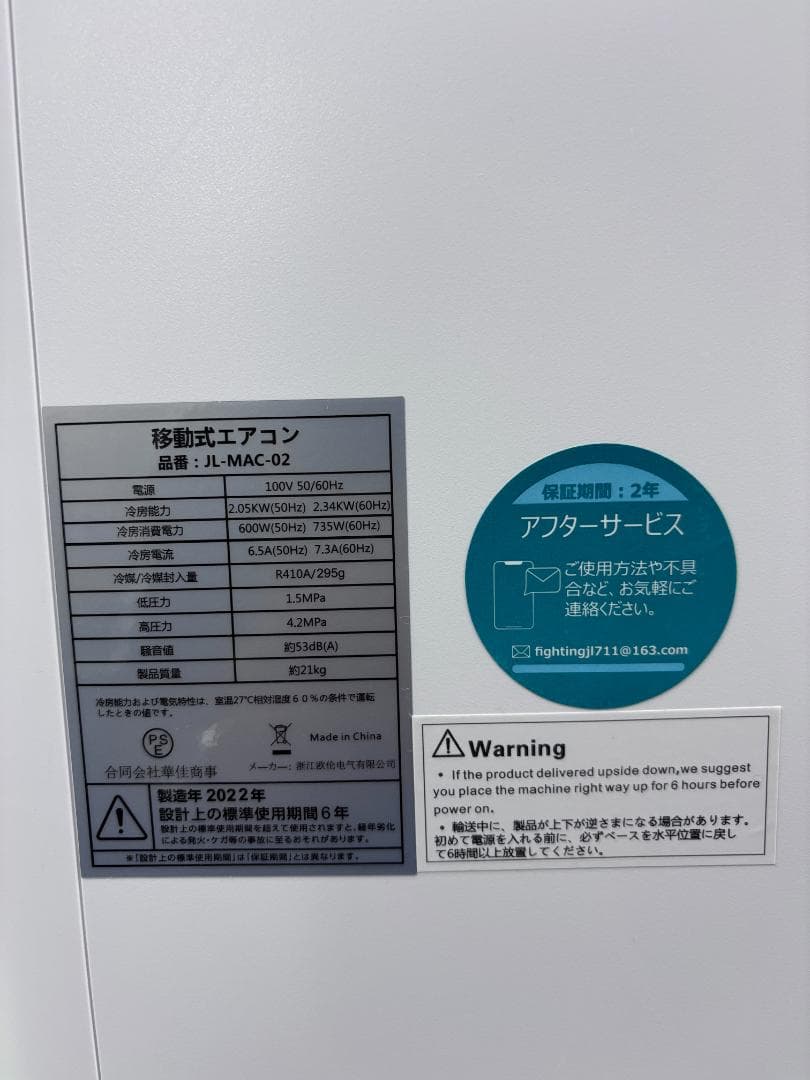 移動式エアコン
品番：JL-MAC-02
電源 100V 50/60Hz
冷房能力 2.05KW(50Hz) 2.34KW(60Hz)
冷房消費電力 600W(50Hz) 735W(60Hz)
冷房電流 6.5A(50Hz) 7.3A(60Hz)
冷媒/冷媒封入量 R410A/295g
低圧力 1.5MPa
高圧力 4.2MPa
騒音値 約53dB(A)
製品質量 約21kg
冷房能力および電気特性は、室温27℃相対湿度６０％の条件で運転
したときの値です。
PS
E
Made in China
合同会社華佳商事 メーカー: 浙江欧伦电气有限公司
製造年 2022年
設計上の標準使用期間６年
設計上の標準使用期間を超えて使用されますと、経年劣化
による発火・ケガ等の事故に至るおそれがあります。
※「設計上の標準使用期間」は「保証期間」とは異なります。
保証期間：2年
アフターサービス
ご使用方法や不具
合など、お気軽にご
連絡ください。
fightingjl711@163.com
Warning
• If the product delivered upside down,we suggest
you place the machine right way up for 6 hours before
power on.
• 輸送中に、製品が上下が逆さまになる場合があります。
初めて電源を入れる前に、必ずベースを水平位置に戻し
て6時間以上放置してください。